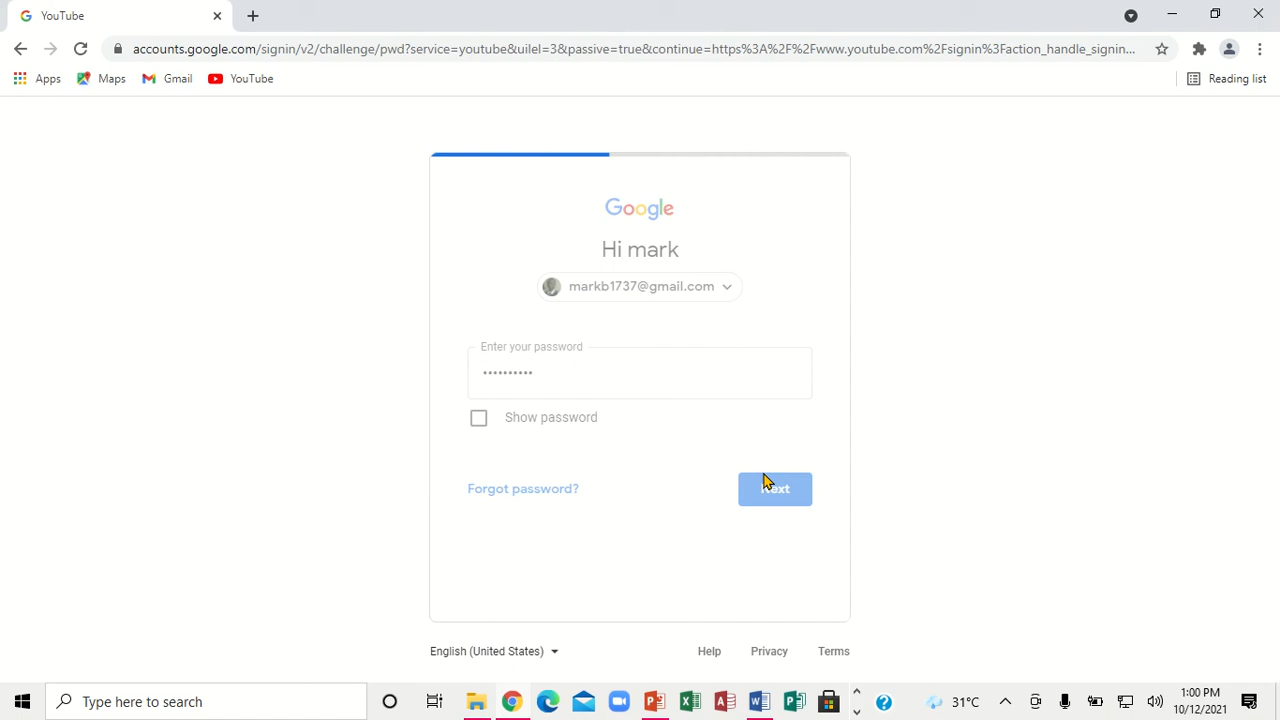 YouTube
accounts.google.com/signin/v2/challenge/pwd?service=youtube&uilel=3&passive=true&continue=https%3A%2F%2Fwww.youtube.com%2Fsignin%3Faction_handle_signin...
Apps Maps Gmail YouTube Reading list
Google
Hi mark
markb1737@gmail.com
Enter your password
••••••••••
Show password
Forgot password? Next
English (United States) Help Privacy Terms
Type here to search 31°C 1:00 PM
10/12/2021